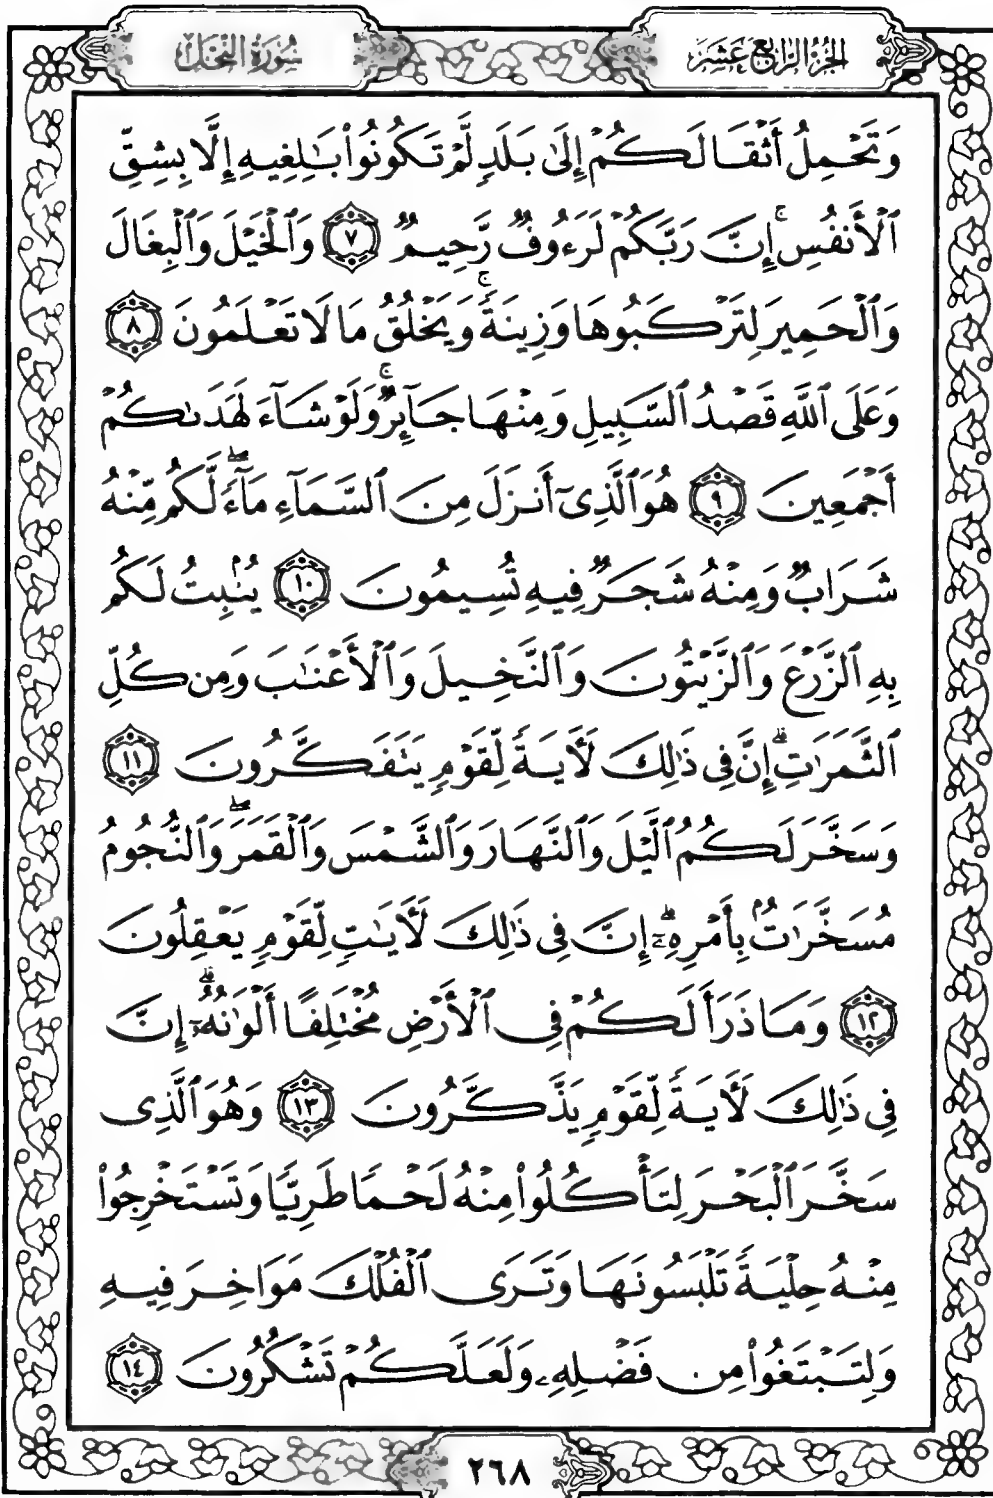 الجزء الرابع عشر
سورة النحل
وَتَحْمِلُ أَثْقَالَكُمْ إِلَىٰ بَلَدٍ لَّمْ تَكُونُوا۟ بَـٰلِغِيهِ إِلَّا بِشِقِّ
ٱلْأَنفُسِ ۚ إِنَّ رَبَّكُمْ لَرَءُوفٌ رَّحِيمٌ ٧ وَٱلْخَيْلَ وَٱلْبِغَالَ
وَٱلْحَمِيرَ لِتَرْكَبُوهَا وَزِينَةً ۚ وَيَخْلُقُ مَا لَا تَعْلَمُونَ ٨
وَعَلَى ٱللَّهِ قَصْدُ ٱلسَّبِيلِ وَمِنْهَا جَآئِرٌ ۚ وَلَوْ شَآءَ لَهَدَىٰكُمْ
أَجْمَعِينَ ٩ هُوَ ٱلَّذِىٓ أَنزَلَ مِنَ ٱلسَّمَآءِ مَآءً ۖ لَّكُم مِّنْهُ
شَرَابٌ وَمِنْهُ شَجَرٌ فِيهِ تُسِيمُونَ ١٠ يُنۢبِتُ لَكُم
بِهِ ٱلزَّرْعَ وَٱلزَّيْتُونَ وَٱلنَّخِيلَ وَٱلْأَعْنَـٰبَ وَمِن كُلِّ
ٱلثَّمَرَٰتِ ۗ إِنَّ فِى ذَٰلِكَ لَـَٔايَةً لِّقَوْمٍ يَتَفَكَّرُونَ ١١
وَسَخَّرَ لَكُمُ ٱلَّيْلَ وَٱلنَّهَارَ وَٱلشَّمْسَ وَٱلْقَمَرَ ۖ وَٱلنُّجُومُ
مُسَخَّرَٰتٌۢ بِأَمْرِهِۦٓ ۗ إِنَّ فِى ذَٰلِكَ لَـَٔايَـٰتٍ لِّقَوْمٍ يَعْقِلُونَ
١٢ وَمَا ذَرَأَ لَكُمْ فِى ٱلْأَرْضِ مُخْتَلِفًا أَلْوَٰنُهُۥٓ ۗ إِنَّ
فِى ذَٰلِكَ لَـَٔايَةً لِّقَوْمٍ يَذَّكَّرُونَ ١٣ وَهُوَ ٱلَّذِى
سَخَّرَ ٱلْبَحْرَ لِتَأْكُلُوا۟ مِنْهُ لَحْمًا طَرِيًّا وَتَسْتَخْرِجُوا۟
مِنْهُ حِلْيَةً تَلْبَسُونَهَا وَتَرَى ٱلْفُلْكَ مَوَاخِرَ فِيهِ
وَلِتَبْتَغُوا۟ مِن فَضْلِهِۦ وَلَعَلَّكُمْ تَشْكُرُونَ ١٤
٢٦٨